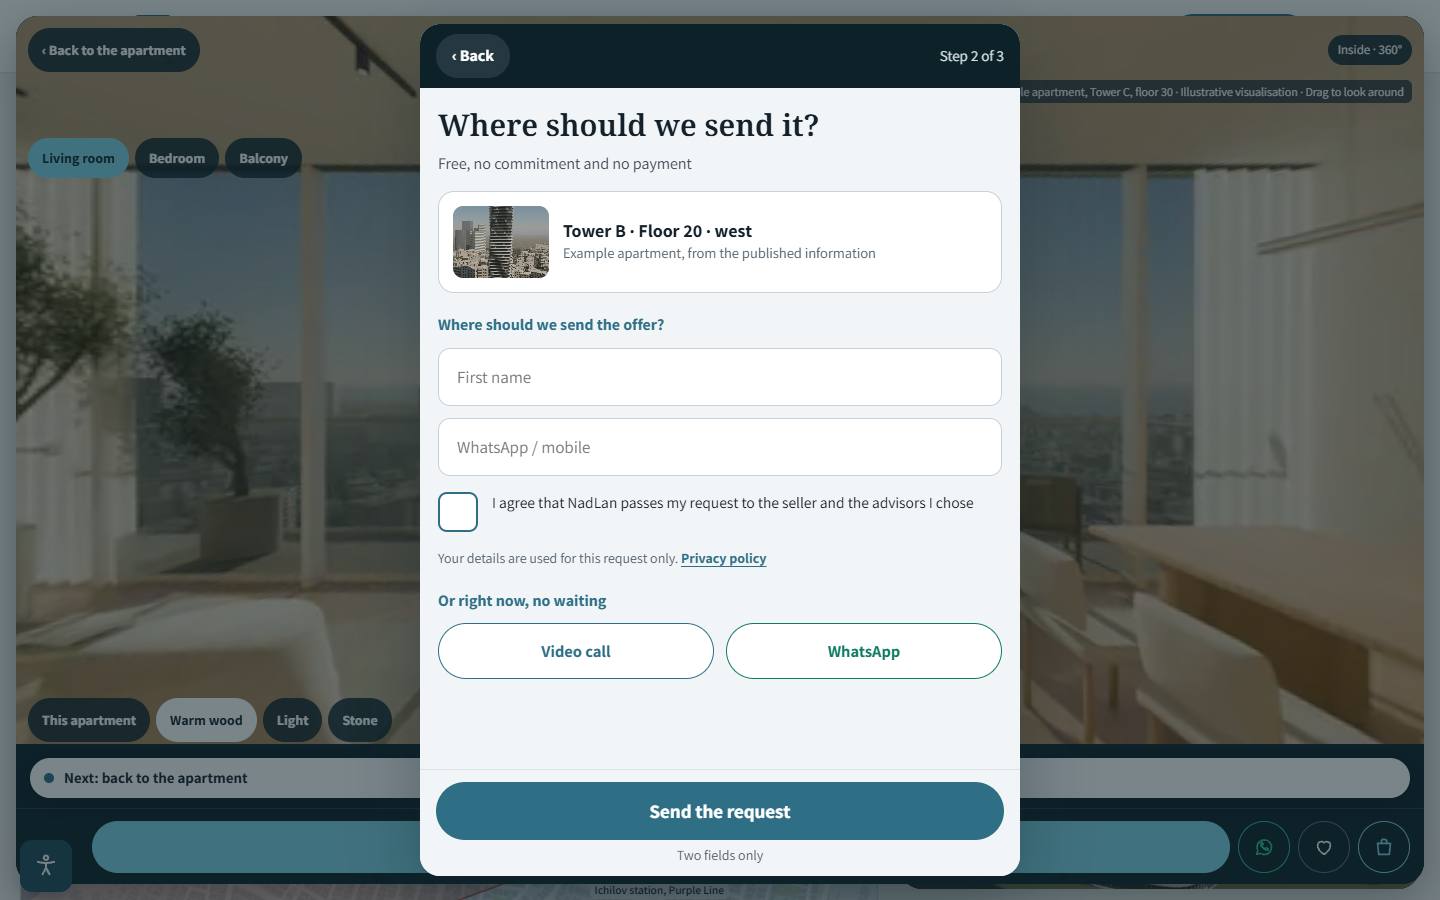 ‹ Back to the apartment
Inside · 360°
le apartment, Tower C, floor 30 · Illustrative visualisation · Drag to look around
Living room
Bedroom
Balcony
‹ Back
Step 2 of 3
Where should we send it?
Free, no commitment and no payment
Tower B · Floor 20 · west
Example apartment, from the published information
Where should we send the offer?
First name
WhatsApp / mobile
I agree that NadLan passes my request to the seller and the advisors I chose
Your details are used for this request only. Privacy policy
Or right now, no waiting
Video call
WhatsApp
This apartment
Warm wood
Light
Stone
Next: back to the apartment
Send the request
Two fields only
Ichilov station, Purple Line